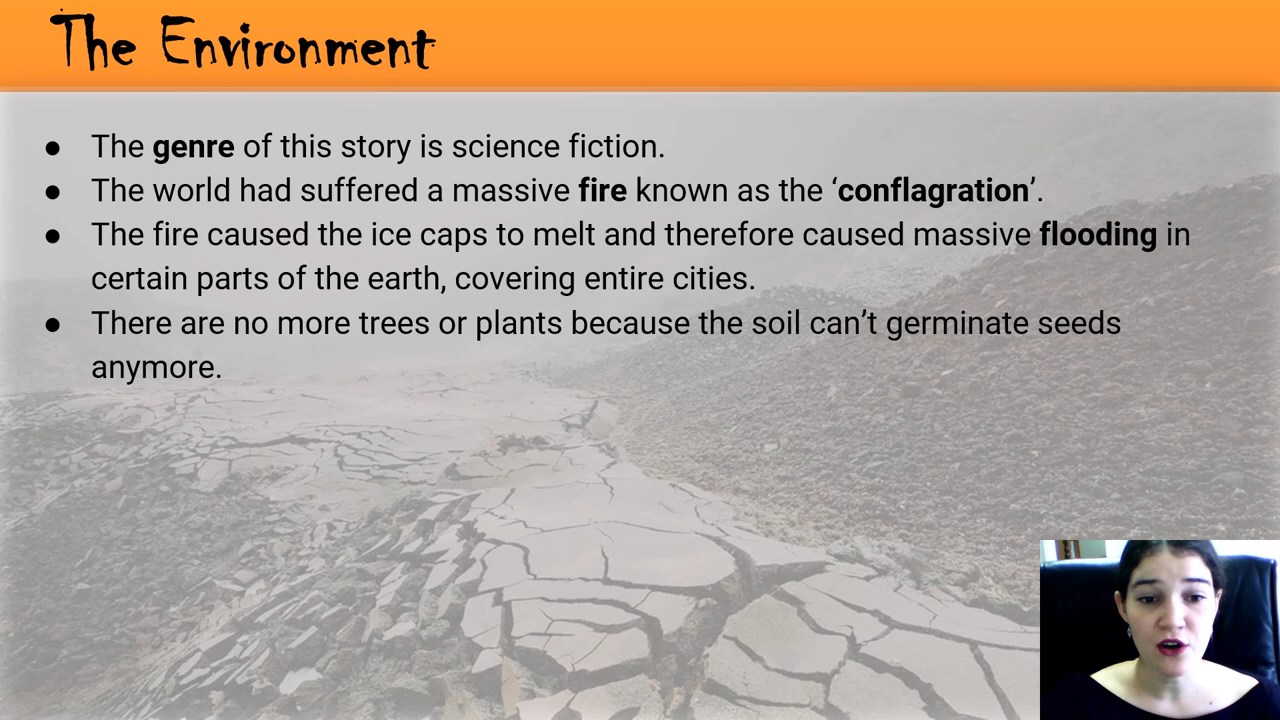 The Environment
● The genre of this story is science fiction.
● The world had suffered a massive fire known as the ‘conflagration’.
● The fire caused the ice caps to melt and therefore caused massive flooding in
certain parts of the earth, covering entire cities.
● There are no more trees or plants because the soil can’t germinate seeds
anymore.